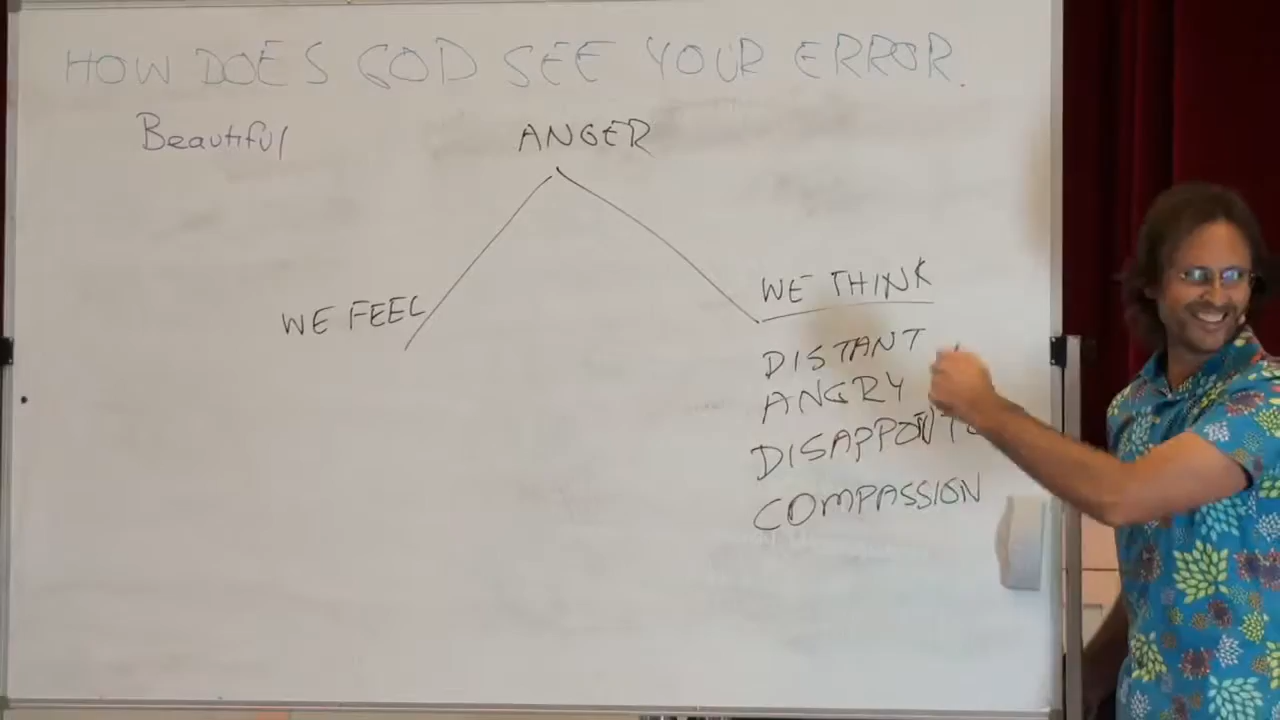 HOW DOES GOD SEE YOUR ERROR.
Beautiful
ANGER
WE FEEL
WE THINK
DISTANT
ANGRY
COMPASSION